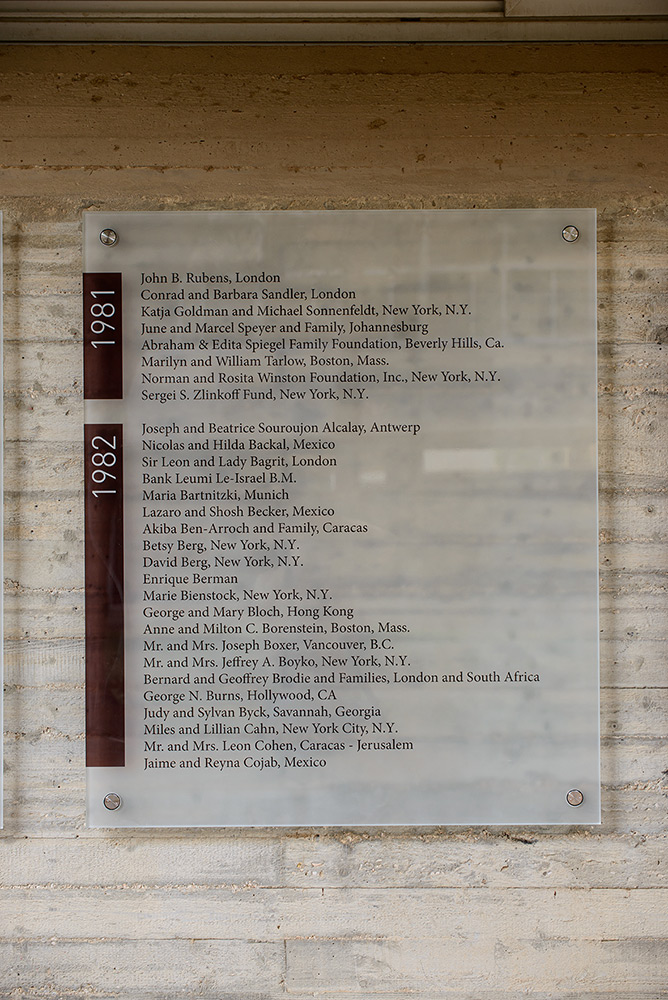 1981
John B. Rubens, London
Conrad and Barbara Sandler, London
Katja Goldman and Michael Sonnenfeldt, New York, N.Y.
June and Marcel Speyer and Family, Johannesburg
Abraham & Edita Spiegel Family Foundation, Beverly Hills, Ca.
Marilyn and William Tarlow, Boston, Mass.
Norman and Rosita Winston Foundation, Inc., New York, N.Y.
Sergei S. Zlinkoff Fund, New York, N.Y.
1982
Joseph and Beatrice Souroujon Alcalay, Antwerp
Nicolas and Hilda Backal, Mexico
Sir Leon and Lady Bagrit, London
Bank Leumi Le-Israel B.M.
Maria Bartnitzki, Munich
Lazaro and Shosh Becker, Mexico
Akiba Ben-Arroch and Family, Caracas
Betsy Berg, New York, N.Y.
David Berg, New York, N.Y.
Enrique Berman
Marie Bienstock, New York, N.Y.
George and Mary Bloch, Hong Kong
Anne and Milton C. Borenstein, Boston, Mass.
Mr. and Mrs. Joseph Boxer, Vancouver, B.C.
Mr. and Mrs. Jeffrey A. Boyko, New York, N.Y.
Bernard and Geoffrey Brodie and Families, London and South Africa
George N. Burns, Hollywood, CA
Judy and Sylvan Byck, Savannah, Georgia
Miles and Lillian Cahn, New York City, N.Y.
Mr. and Mrs. Leon Cohen, Caracas - Jerusalem
Jaime and Reyna Cojab, Mexico